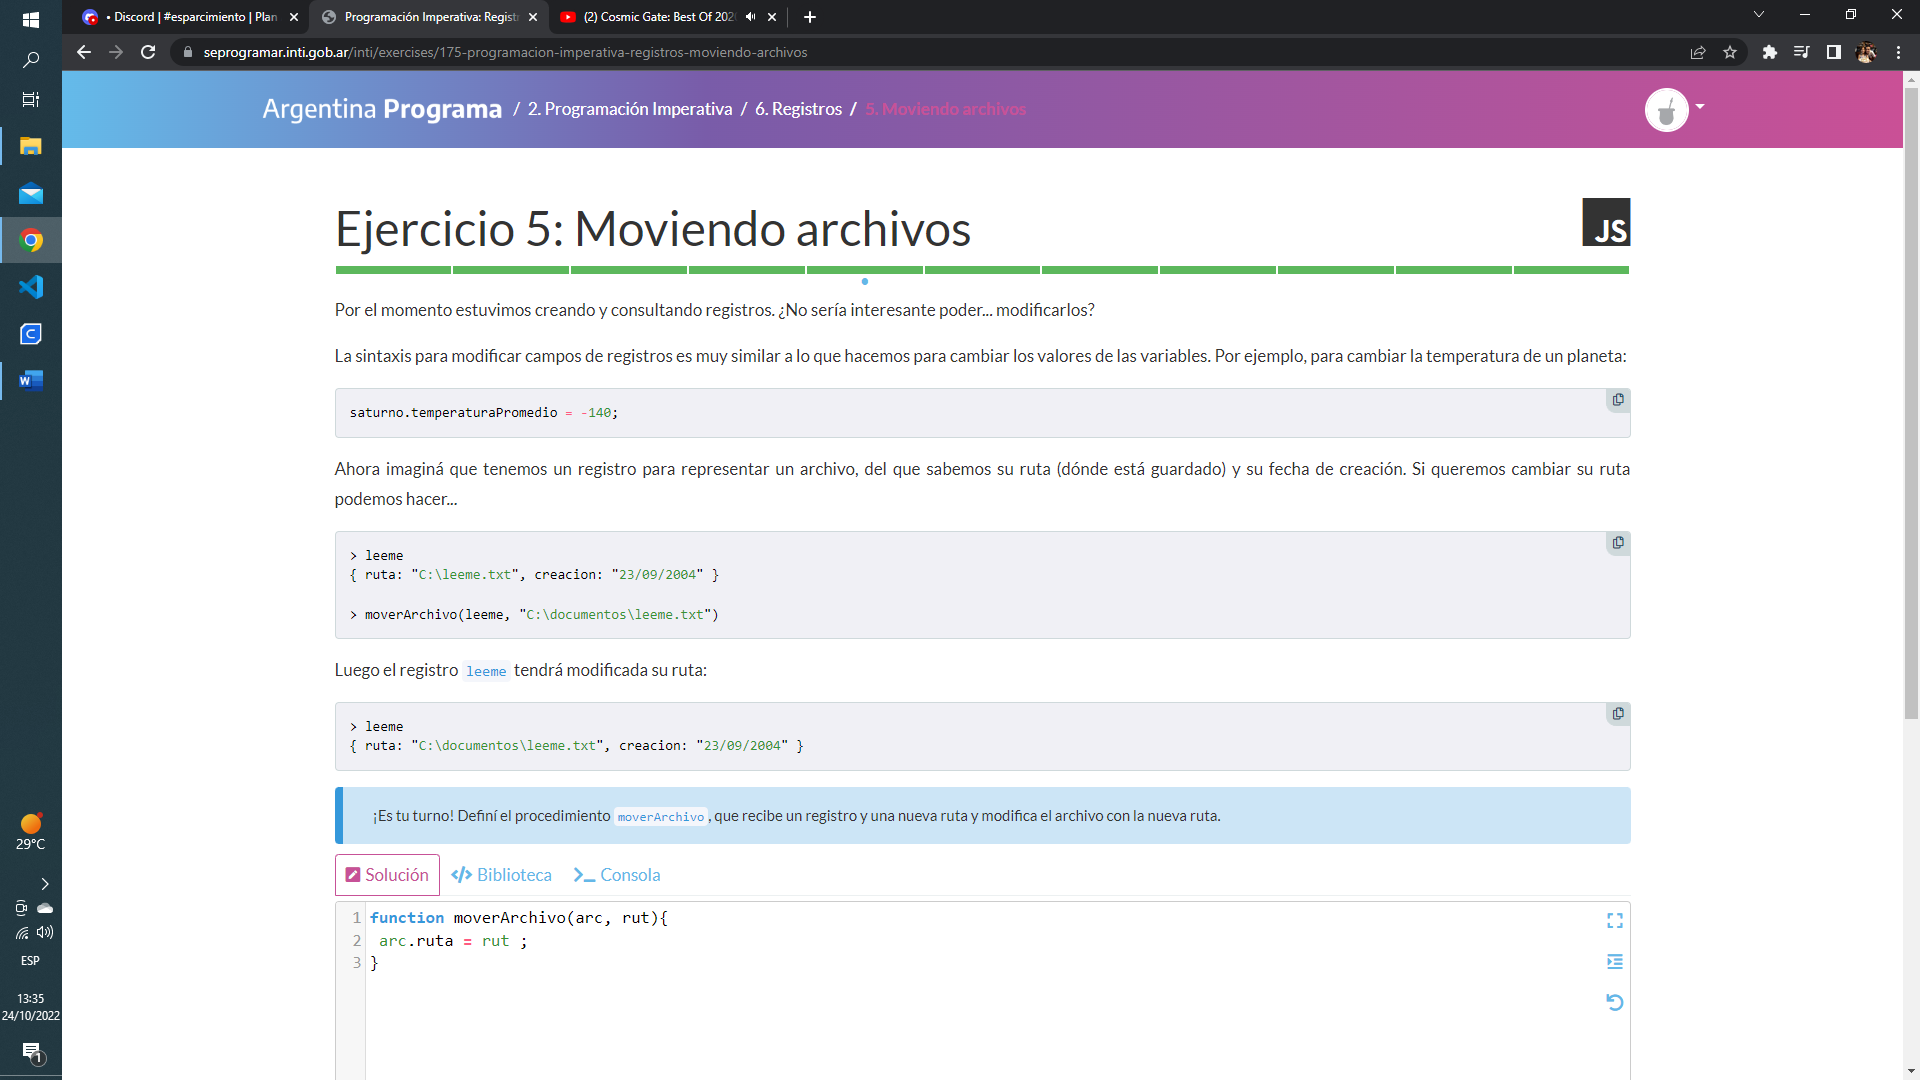 • Discord | #esparcimiento | Plan
Programación Imperativa: Regist
(2) Cosmic Gate: Best Of 202
seprogramar.inti.gob.ar/inti/exercises/175-programacion-imperativa-registros-moviendo-archivos
Argentina Programa / 2. Programación Imperativa / 6. Registros / 5. Moviendo archivos
Ejercicio 5: Moviendo archivos
JS
Por el momento estuvimos creando y consultando registros. ¿No sería interesante poder... modificarlos?
La sintaxis para modificar campos de registros es muy similar a lo que hacemos para cambiar los valores de las variables. Por ejemplo, para cambiar la temperatura de un planeta:
saturno.temperaturaPromedio = -140;
Ahora imaginá que tenemos un registro para representar un archivo, del que sabemos su ruta (dónde está guardado) y su fecha de creación. Si queremos cambiar su ruta
podemos hacer...
> leeme
{ ruta: "C:\leeme.txt", creacion: "23/09/2004" }
> moverArchivo(leeme, "C:\documentos\leeme.txt")
Luego el registro leeme tendrá modificada su ruta:
> leeme
{ ruta: "C:\documentos\leeme.txt", creacion: "23/09/2004" }
¡Es tu turno! Definí el procedimiento moverArchivo, que recibe un registro y una nueva ruta y modifica el archivo con la nueva ruta.
Solución
Biblioteca
Consola
1 function moverArchivo(arc, rut){
2 arc.ruta = rut ;
3 }
29°C
ESP
13:35
24/10/2022
1